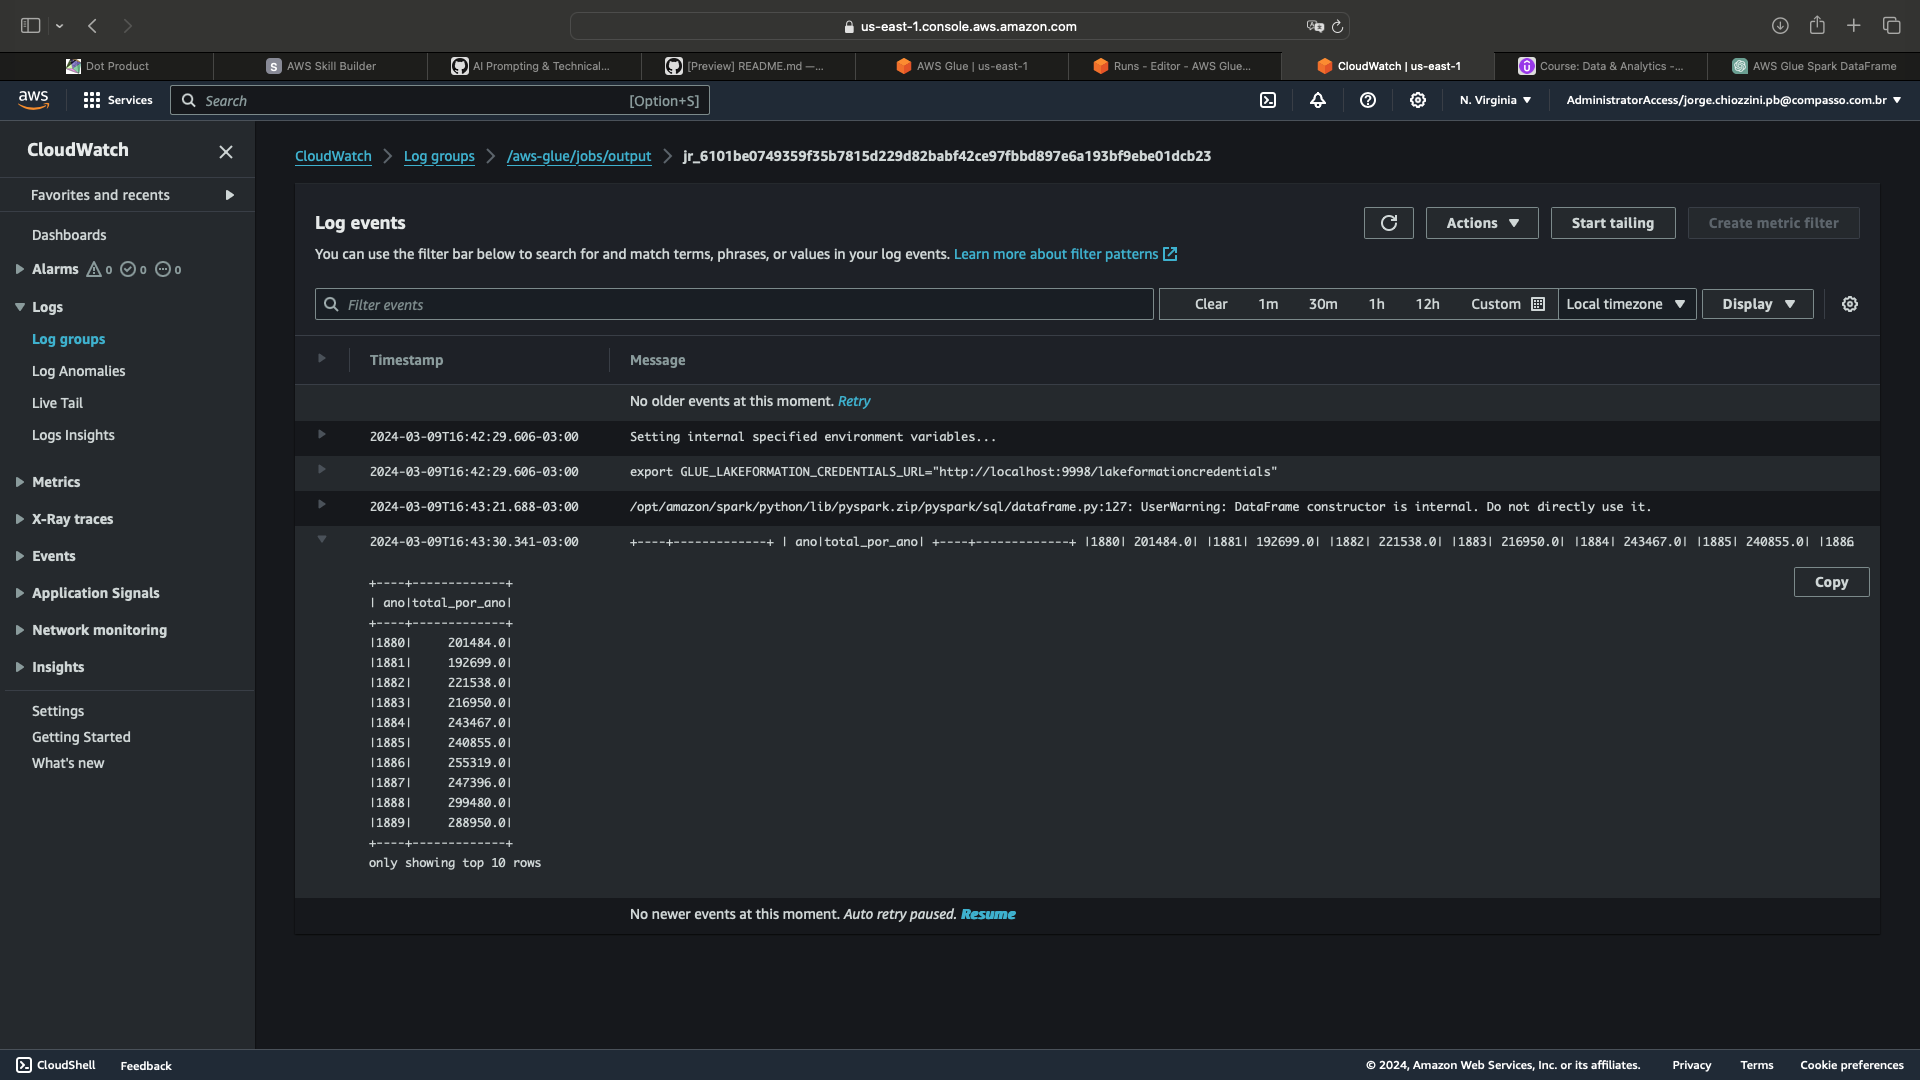 us-east-1.console.aws.amazon.com
Dot Product
AWS Skill Builder
AI Prompting & Technical...
[Preview] README.md —...
AWS Glue | us-east-1
Runs - Editor - AWS Glue...
CloudWatch | us-east-1
Course: Data & Analytics -...
AWS Glue Spark DataFrame
aws
Services
Search
[Option+S]
N. Virginia
AdministratorAccess/jorge.chiozzini.pb@compasso.com.br
CloudWatch
Favorites and recents
Dashboards
Alarms 0 0 0
Logs
Log groups
Log Anomalies
Live Tail
Logs Insights
Metrics
X-Ray traces
Events
Application Signals
Network monitoring
Insights
Settings
Getting Started
What's new
CloudWatch
Log groups
/aws-glue/jobs/output
jr_6101be0749359f35b7815d229d82babf42ce97fbbd897e6a193bf9ebe01dcb23
Log events
Actions
Start tailing
Create metric filter
You can use the filter bar below to search for and match terms, phrases, or values in your log events. Learn more about filter patterns
Filter events
Clear
1m
30m
1h
12h
Custom
Local timezone
Display
Timestamp
Message
No older events at this moment. Retry
2024-03-09T16:42:29.606-03:00 Setting internal specified environment variables...
2024-03-09T16:42:29.606-03:00 export GLUE_LAKEFORMATION_CREDENTIALS_URL="http://localhost:9998/lakeformationcredentials"
2024-03-09T16:43:21.688-03:00 /opt/amazon/spark/python/lib/pyspark.zip/pyspark/sql/dataframe.py:127: UserWarning: DataFrame constructor is internal. Do not directly use it.
2024-03-09T16:43:30.341-03:00 +----+-------------+ | ano|total_por_ano| +----+-------------+ |1880| 201484.0| |1881| 192699.0| |1882| 221538.0| |1883| 216950.0| |1884| 243467.0| |1885| 240855.0| |1886
Copy
+----+-------------+
| ano|total_por_ano|
+----+-------------+
|1880|     201484.0|
|1881|     192699.0|
|1882|     221538.0|
|1883|     216950.0|
|1884|     243467.0|
|1885|     240855.0|
|1886|     255319.0|
|1887|     247396.0|
|1888|     299480.0|
|1889|     288950.0|
+----+-------------+
only showing top 10 rows
No newer events at this moment. Auto retry paused. Resume
CloudShell
Feedback
© 2024, Amazon Web Services, Inc. or its affiliates.
Privacy
Terms
Cookie preferences